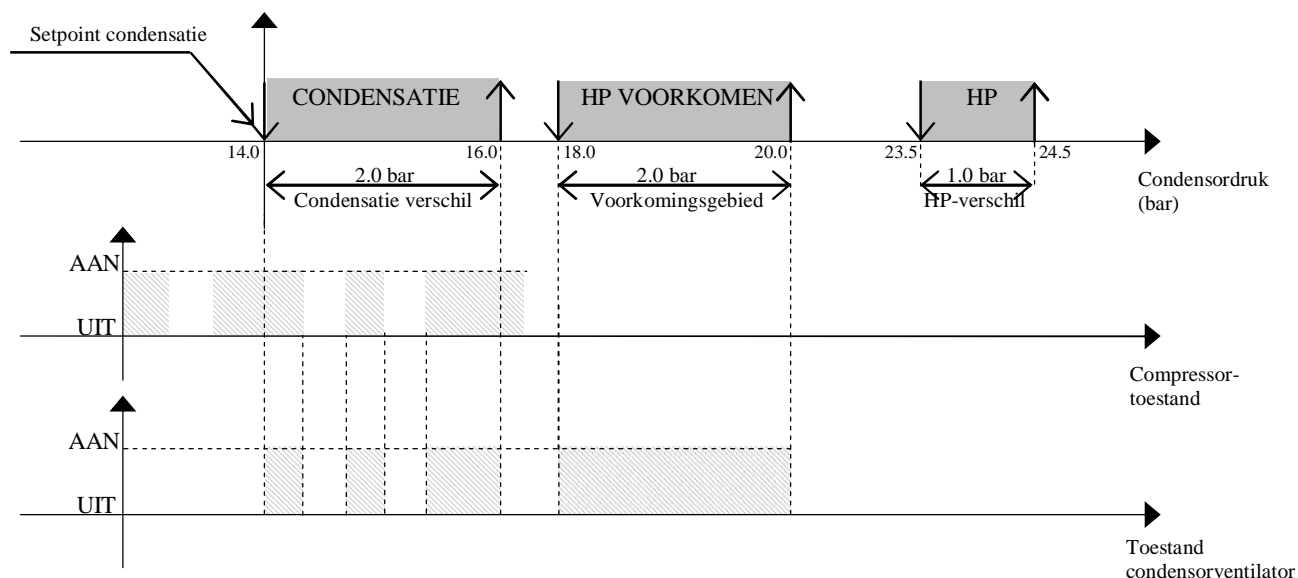 Setpoint condensatie
CONDENSATIE
HP VOORKOMEN
HP
14.0
16.0
18.0
20.0
23.5
24.5
2.0 bar
Condensatie verschil
2.0 bar
Voorkomingsgebied
1.0 bar
HP-verschil
Condensordruk
(bar)
AAN
UIT
Compressor-
toestand
AAN
UIT
Toestand
condensorventilator